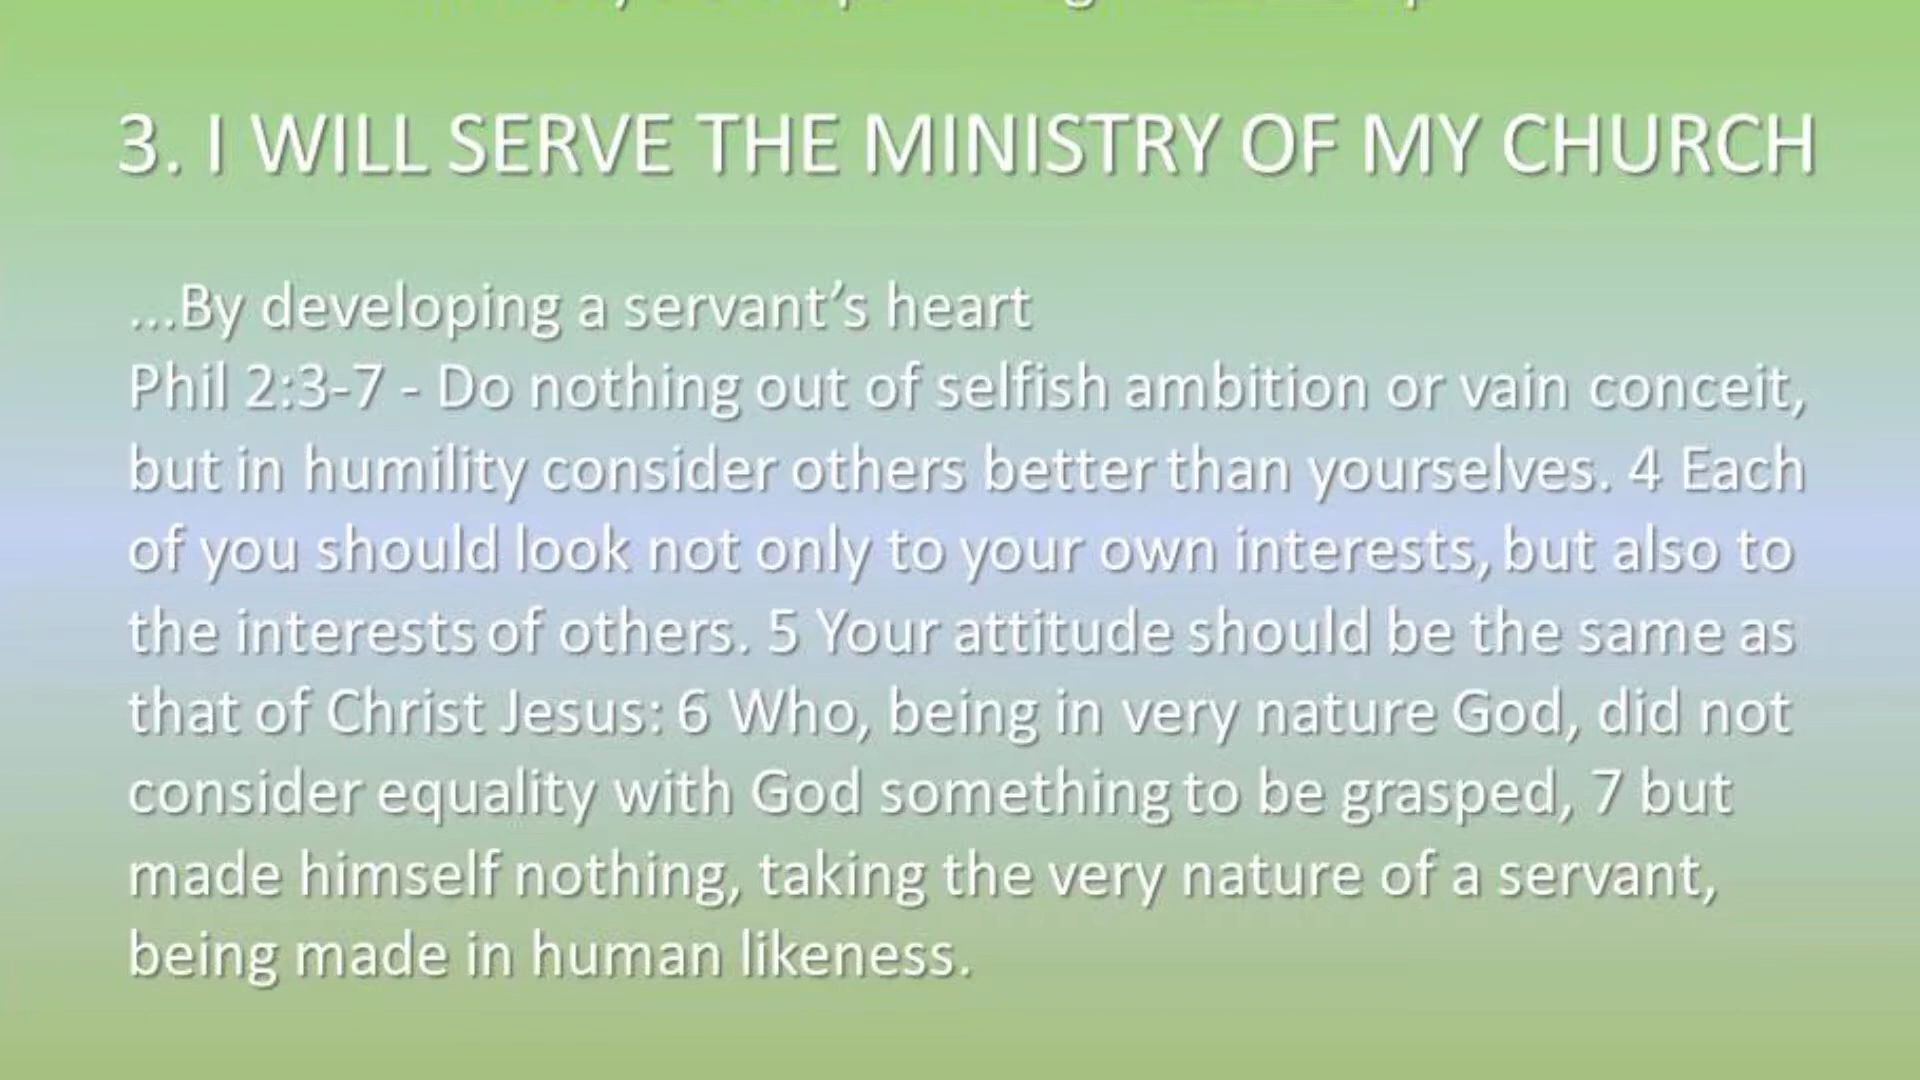 3. I WILL SERVE THE MINISTRY OF MY CHURCH
...By developing a servant’s heart
Phil 2:3-7 - Do nothing out of selfish ambition or vain conceit,
but in humility consider others better than yourselves. 4 Each
of you should look not only to your own interests, but also to
the interests of others. 5 Your attitude should be the same as
that of Christ Jesus: 6 Who, being in very nature God, did not
consider equality with God something to be grasped, 7 but
made himself nothing, taking the very nature of a servant,
being made in human likeness.